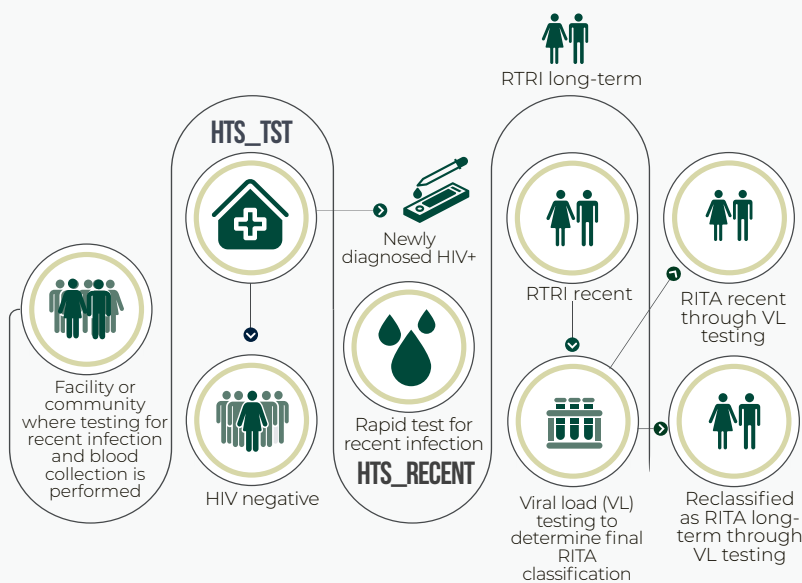 RTRI long-term
HTS_TST
Newly
diagnosed HIV+
RTRI recent
RITA recent
through VL
testing
Facility or
community
where testing for
recent infection
and blood
collection is
performed
HIV negative
Rapid test for
recent infection
HTS_RECENT
Viral load (VL)
testing to
determine final
RITA
classification
Reclassified
as RITA long-
term through
VL testing